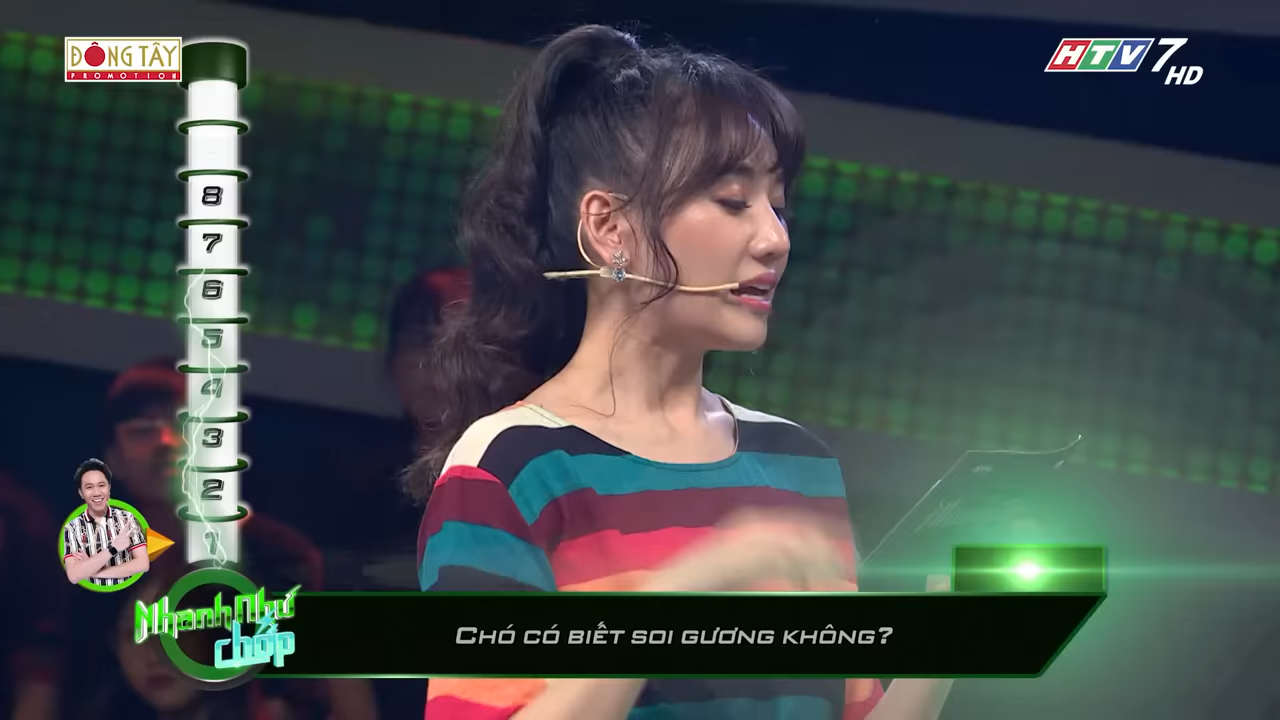 ĐÔNG TÂY
PROMOTION
HTV7
HD
8
7
6
5
4
3
2
1
Nhanh Như
chớp
CHÓ CÓ BIẾT SOI GƯƠNG KHÔNG?